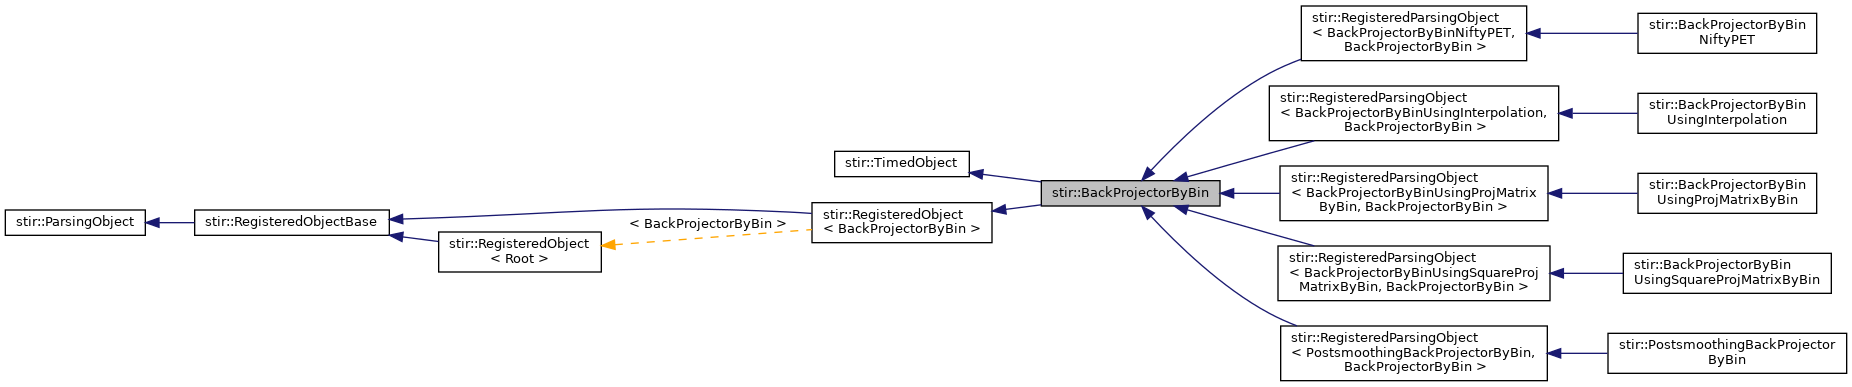 stir::ParsingObject
stir::RegisteredObjectBase
stir::RegisteredObject
< Root >
< BackProjectorByBin >
stir::TimedObject
stir::RegisteredObject
< BackProjectorByBin >
stir::BackProjectorByBin
stir::RegisteredParsingObject
< BackProjectorByBinNiftyPET,
BackProjectorByBin >
stir::BackProjectorByBin
NiftyPET
stir::RegisteredParsingObject
< BackProjectorByBinUsingInterpolation,
BackProjectorByBin >
stir::BackProjectorByBin
UsingInterpolation
stir::RegisteredParsingObject
< BackProjectorByBinUsingProjMatrix
ByBin, BackProjectorByBin >
stir::BackProjectorByBin
UsingProjMatrixByBin
stir::RegisteredParsingObject
< BackProjectorByBinUsingSquareProj
MatrixByBin, BackProjectorByBin >
stir::BackProjectorByBin
UsingSquareProjMatrixByBin
stir::RegisteredParsingObject
< PostsmoothingBackProjectorByBin,
BackProjectorByBin >
stir::PostsmoothingBackProjector
ByBin